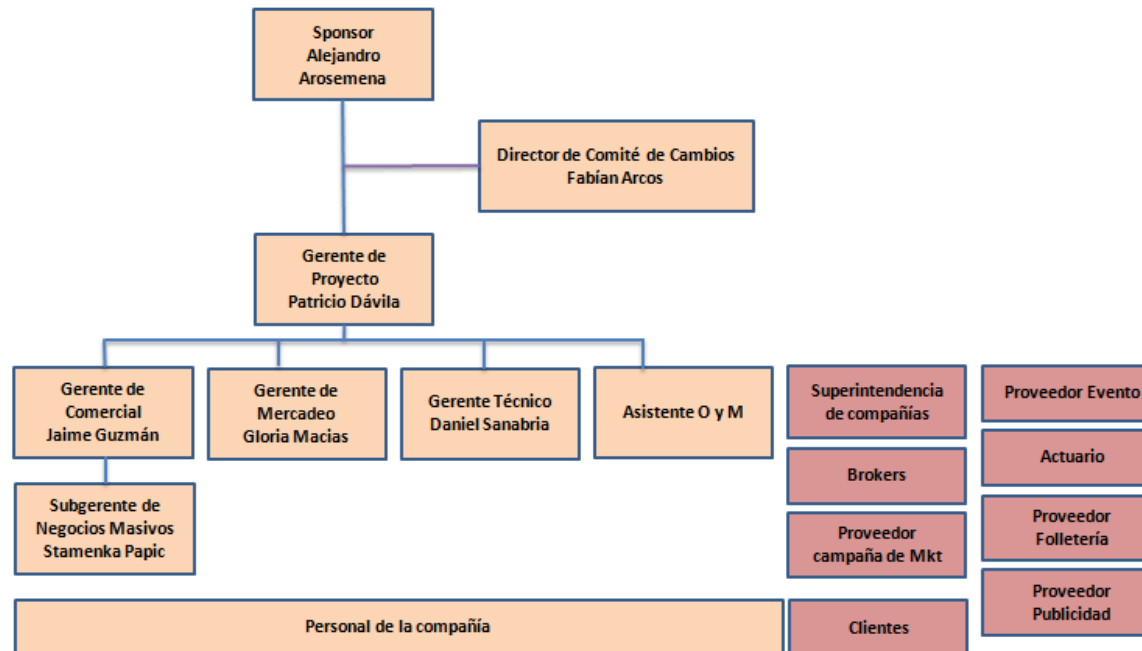 Sponsor
Alejandro
Arosemena
Director de Comité de Cambios
Fabían Arcos
Gerente de
Proyecto
Patricio Dávila
Gerente de
Comercial
Jaime Guzmán
Gerente de
Mercadeo
Gloria Macias
Gerente Técnico
Daniel Sanabria
Asistente O y M
Superintendencia
de compañías
Proveedor Evento
Actuario
Brokers
Subgerente de
Negocios Masivos
Stamenka Papic
Proveedor
campaña de Mkt
Proveedor
Folletería
Proveedor
Publicidad
Personal de la compañía
Clientes